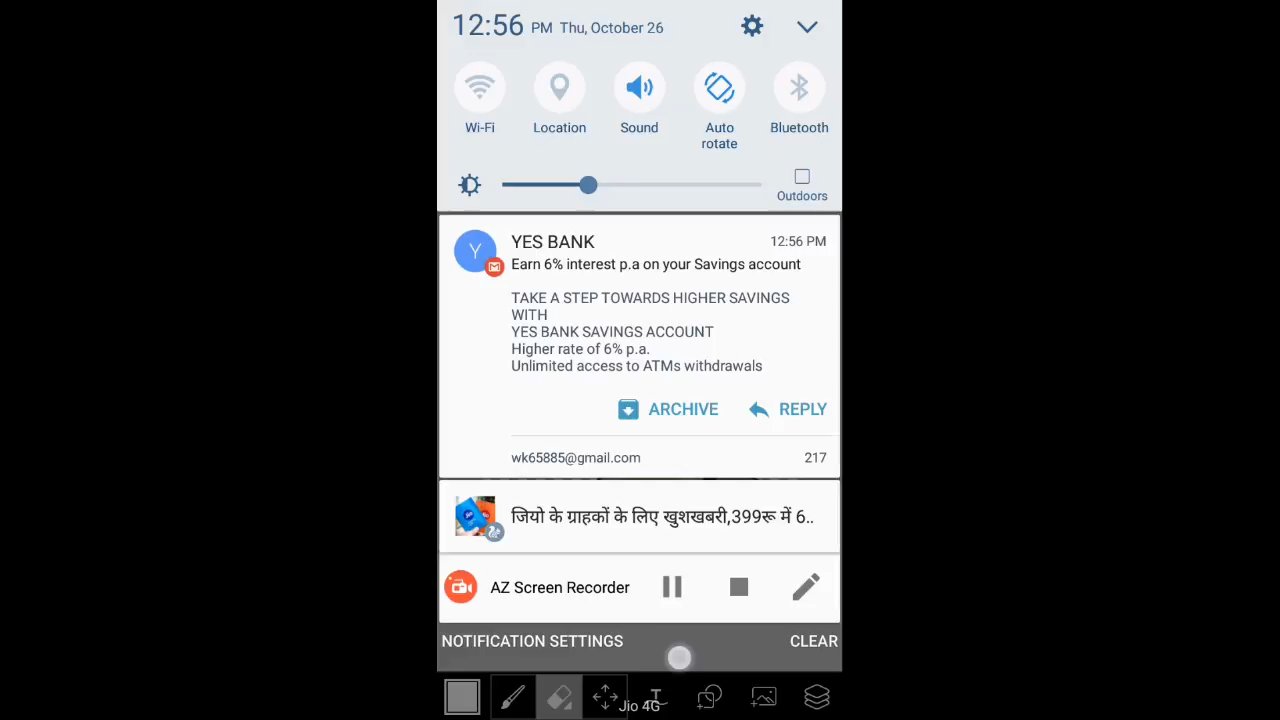 12:56 PM Thu, October 26
Wi-Fi
Location
Sound
Auto
rotate
Bluetooth
Outdoors
Y
YES BANK
12:56 PM
Earn 6% interest p.a on your Savings account
TAKE A STEP TOWARDS HIGHER SAVINGS
WITH
YES BANK SAVINGS ACCOUNT
Higher rate of 6% p.a.
Unlimited access to ATMs withdrawals
ARCHIVE
REPLY
wk65885@gmail.com
217
जियो के ग्राहकों के लिए खुशखबरी,399रू में 6..
AZ Screen Recorder
NOTIFICATION SETTINGS
CLEAR
T
Jio 4G